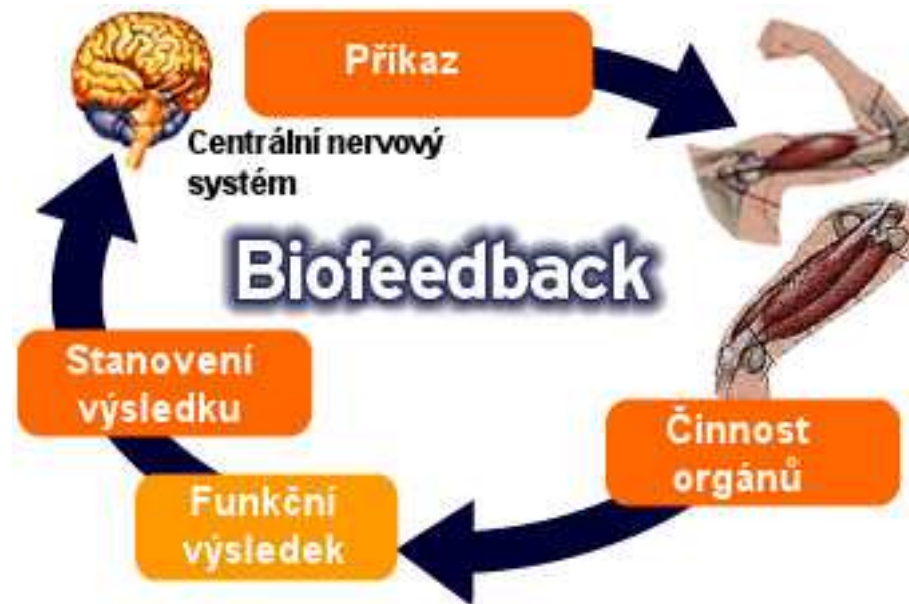 Příkaz
Centrální nervový
systém
Biofeedback
Stanovení
výsledku
Činnost
orgánů
Funkční
výsledek